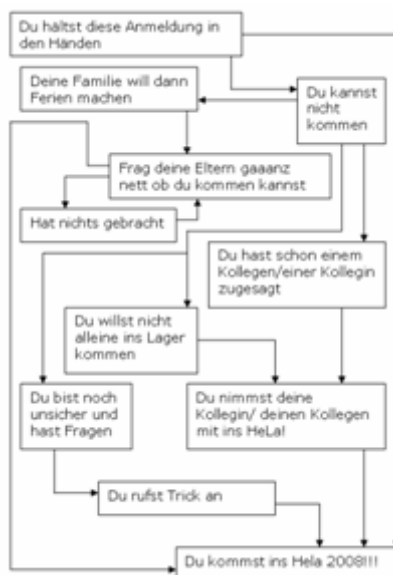 Du hältst diese Anmeldung in
den Händen
Deine Familie will dann
Ferien machen
Du kannst
nicht
kommen
Frag deine Eltern gaaanz
nett ob du kommen kannst
Hat nichts gebracht
Du hast schon einem
Kollegen/einer Kollegin
zugesagt
Du willst nicht
alleine ins Lager
kommen
Du bist noch
unsicher und
hast Fragen
Du nimmst deine
Kollegin/ deinen Kollegen
mit ins HeLa!
Du rufst Trick an
Du kommst ins Hela 2008!!!